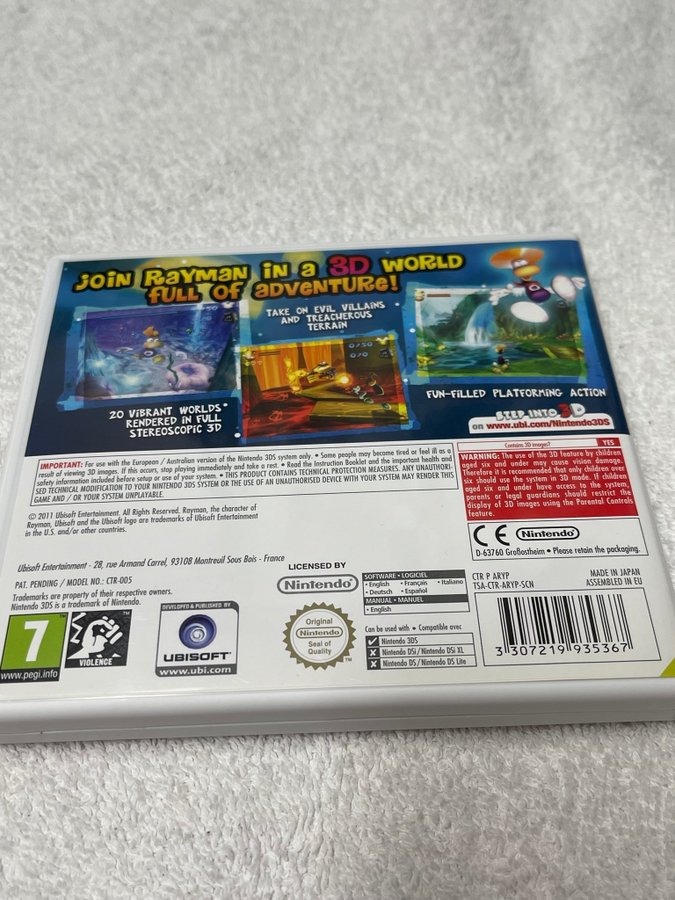 JOIN RAYMAN IN A 3D WORLD
FULL OF ADVENTURE!
TAKE ON EVIL VILLAINS
AND TREACHEROUS
TERRAIN
0/50
0/0
20 VIBRANT WORLDS
RENDERED IN FULL
STEREOSCOPIC 3D
FUN-FILLED PLATFORMING ACTION
STEP INTO 3D
on www.ubi.com/Nintendo3DS
IMPORTANT: For use with the European / Australian version of the Nintendo 3DS system only. • Some people may become tired or feel ill as a
result of viewing 3D images. If this occurs, stop playing immediately and take a rest. • Read the Instruction Booklet and the important health and
safety information included before setup or use of your system. • THIS PRODUCT CONTAINS TECHNICAL PROTECTION MEASURES. ANY UNAUTHORI-
SED TECHNICAL MODIFICATION TO YOUR NINTENDO 3DS SYSTEM OR THE USE OF AN UNAUTHORISED DEVICE WITH YOUR SYSTEM MAY RENDER THIS
GAME AND / OR YOUR SYSTEM UNPLAYABLE.
Contains 3D images? YES
WARNING: The use of the 3D feature by children
aged six and under may cause vision damage.
Therefore it is recommended that only children over
six should use the system in 3D mode. If children
aged six and under have access to the system,
parents or legal guardians should restrict the
display of 3D images using the Parental Controls
feature.
© 2011 Ubisoft Entertainment. All Rights Reserved. Rayman, the character of
Rayman, Ubisoft and the Ubisoft logo are trademarks of Ubisoft Entertainment
in the U.S. and/or other countries.
CE Nintendo
D-63760 Großostheim • Please retain the packaging.
Ubisoft Entertainment - 28, rue Armand Carrel, 93108 Montreuil Sous Bois - France
PAT. PENDING / MODEL NO.: CTR-005
Trademarks are property of their respective owners.
Nintendo 3DS is a trademark of Nintendo.
LICENSED BY
Nintendo
SOFTWARE • LOGICIEL
• English • Français • Italiano
• Deutsch • Español
MANUAL • MANUEL
• English
CTR P ARYP
TSA-CTR-ARYP-SCN
MADE IN JAPAN
ASSEMBLED IN EU
7
www.pegi.info
VIOLENCE
DEVELOPED & PUBLISHED BY
UBISOFT
www.ubi.com
Original
Nintendo
Seal of
Quality
Can be used with • Compatible avec
Nintendo 3DS
Nintendo DSi / Nintendo DSi XL
Nintendo DS / Nintendo DS Lite
3 307219 935367